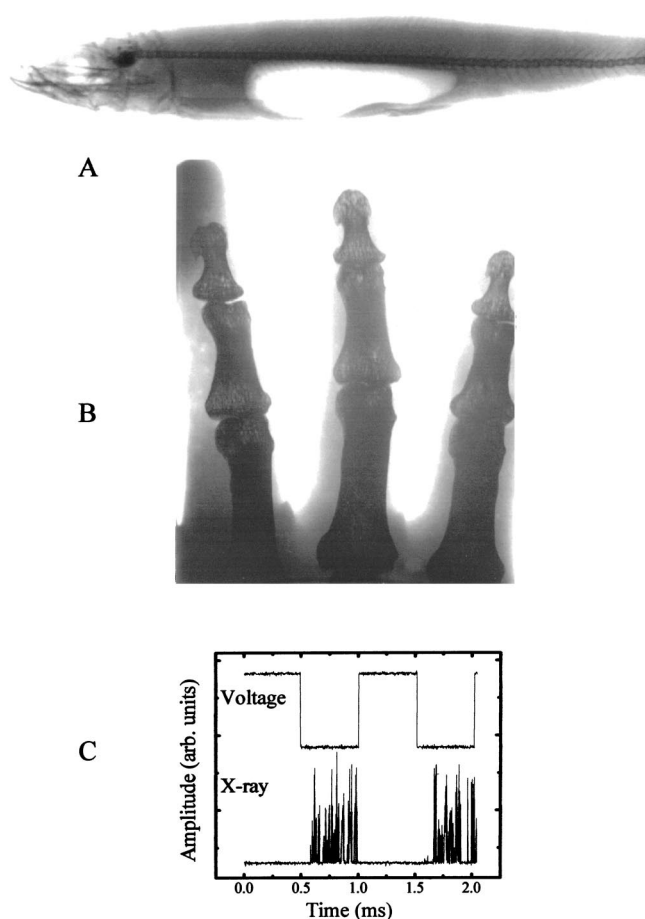 A
B
C
Amplitude (arb. units)
Voltage
X-ray
0.0 0.5 1.0 1.5 2.0
Time (ms)